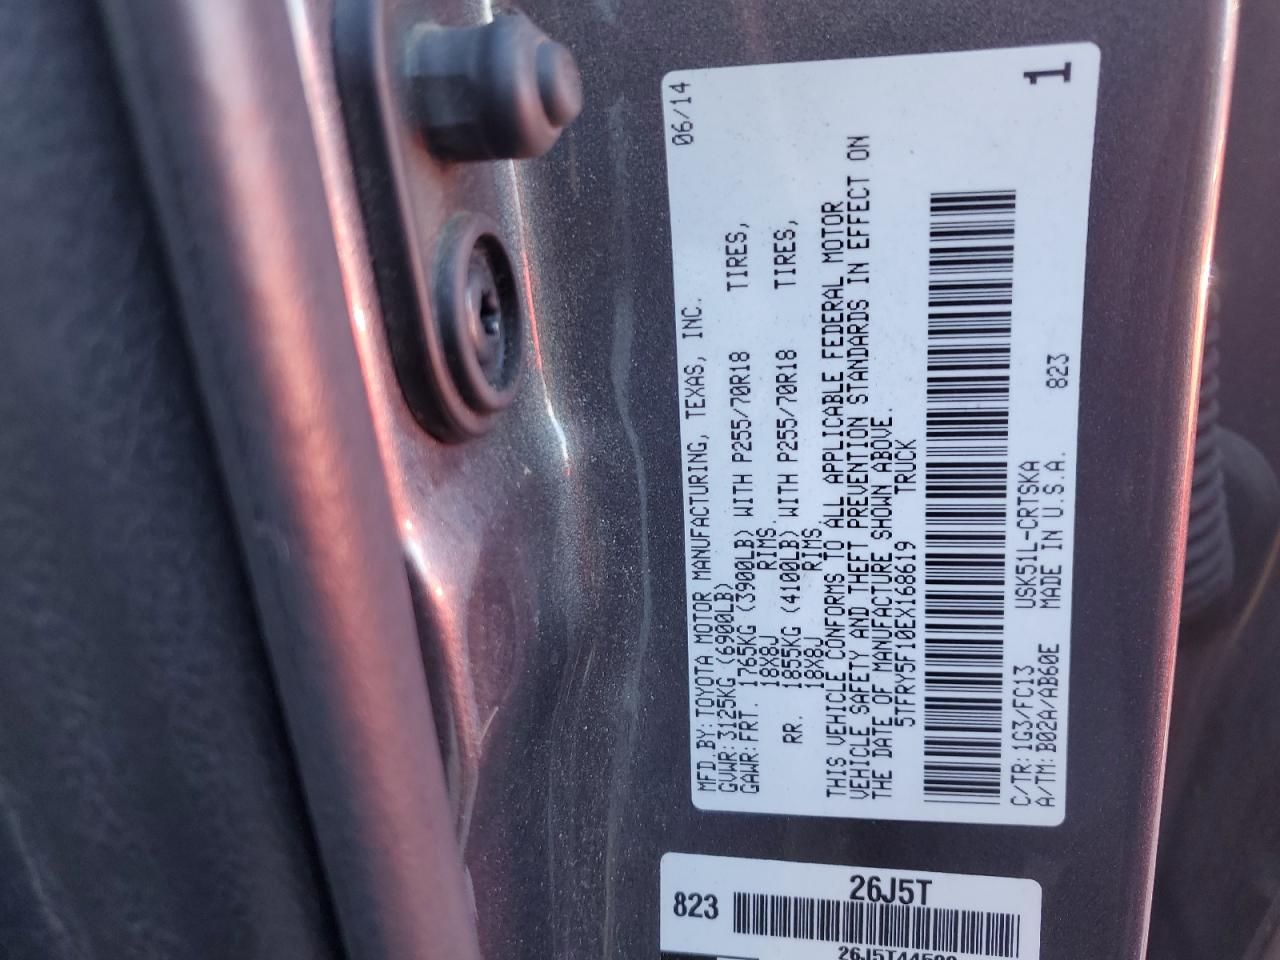 MFD.BY:TOYOTA MOTOR MANUFACTURING, TEXAS, INC. 06/14
GVWR:3125KG (6900LB)
GAWR:FRT. 1765KG (3900LB) WITH P255/70R18 TIRES,
18X8J RIMS.
RR. 1855KG (4100LB) WITH P255/70R18 TIRES,
18X8J RIMS.
THIS VEHICLE CONFORMS TO ALL APPLICABLE FEDERAL MOTOR
VEHICLE SAFETY AND THEFT PREVENTION STANDARDS IN EFFECT ON
THE DATE OF MANUFACTURE SHOWN ABOVE.
5TFRY5F10EX168619 TRUCK
C/TR:1G3/FC13 USK51L-CRTSKA
A/TM:B02A/AB60E MADE IN U.S.A. 823 1
26J5T
823